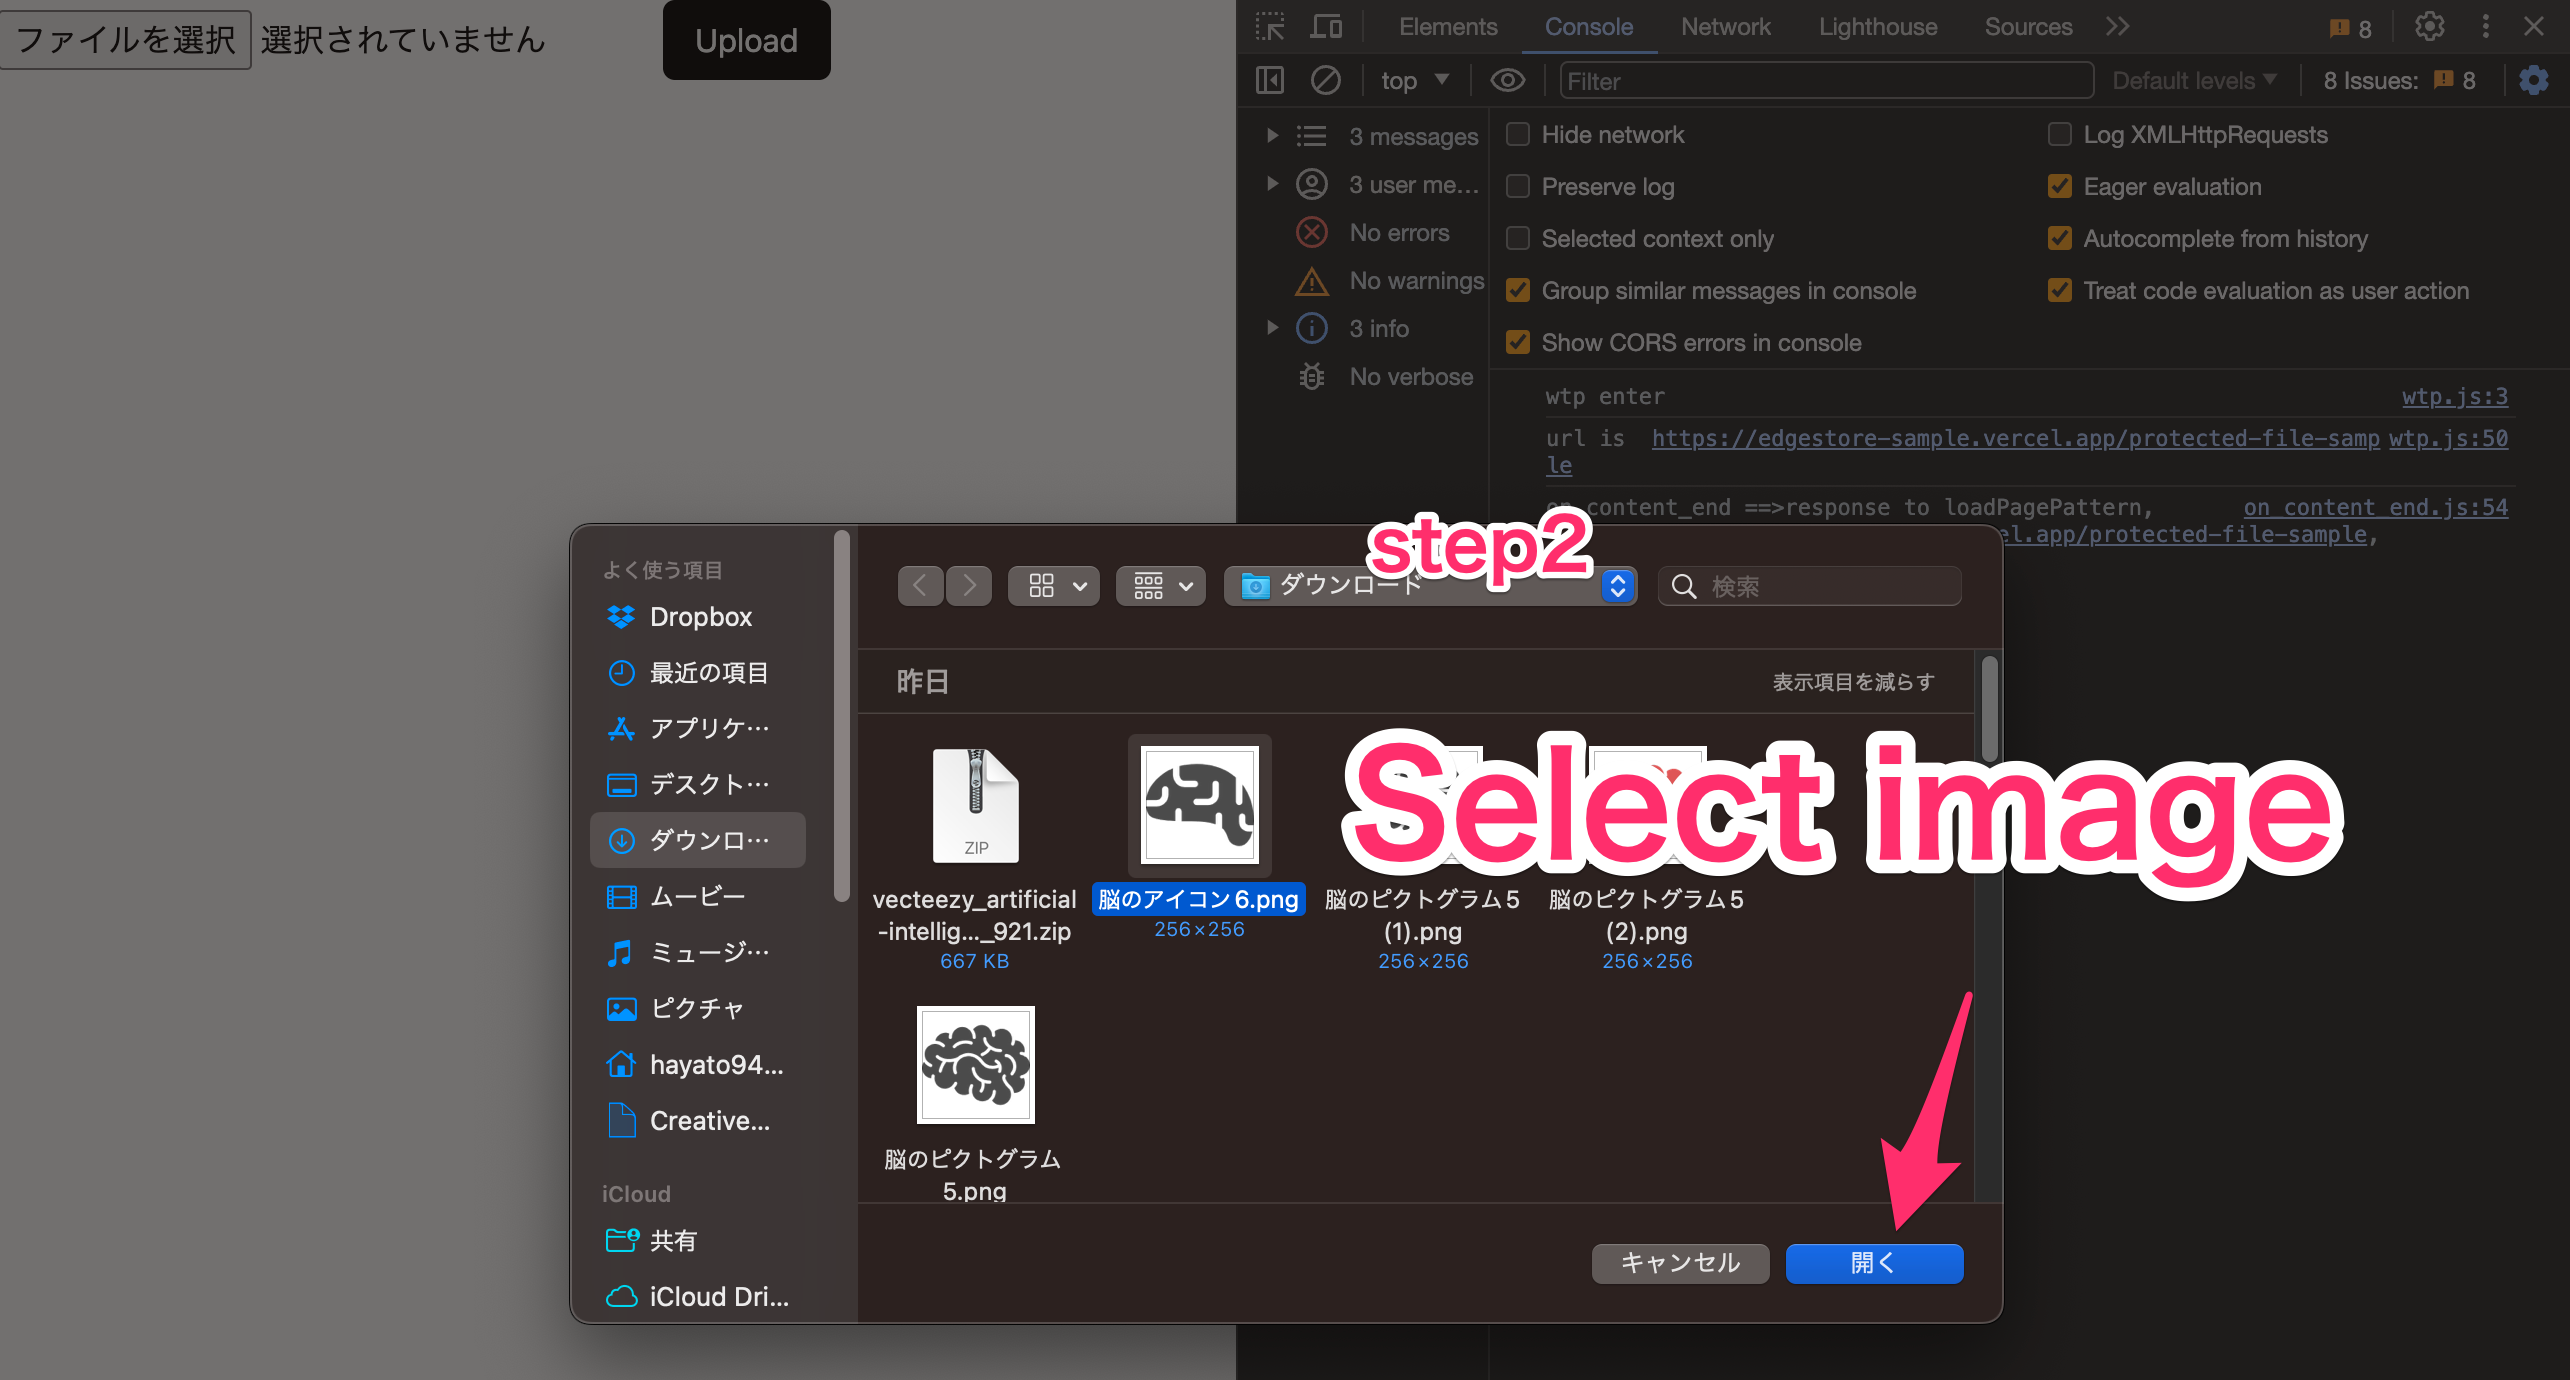 ファイルを選択 選択されていません
Upload
Elements Console Network Lighthouse Sources
8
top
Filter
Default levels
8 Issues: 8
3 messages
3 user me…
No errors
No warnings
3 info
No verbose
Hide network
Log XMLHttpRequests
Preserve log
Eager evaluation
Selected context only
Autocomplete from history
Group similar messages in console
Treat code evaluation as user action
Show CORS errors in console
wtp enter wtp.js:3
url is https://edgestore-sample.vercel.app/protected-file-samp wtp.js:50
le
on_content_end ==>response to loadPagePattern, on_content_end.js:54
el.app/protected-file-sample,
step2
よく使う項目
Dropbox
最近の項目
アプリケ…
デスクト…
ダウンロ…
ムービー
ミュージ…
ピクチャ
hayato94...
Creative...
iCloud
共有
iCloud Dri...
ダウンロード
検索
昨日
表示項目を減らす
Select image
ZIP
vecteezy_artificial
-intellig..._921.zip
667 KB
脳のアイコン6.png
256×256
脳のピクトグラム5
(1).png
256×256
脳のピクトグラム5
(2).png
256×256
脳のピクトグラム
5.png
キャンセル
開く